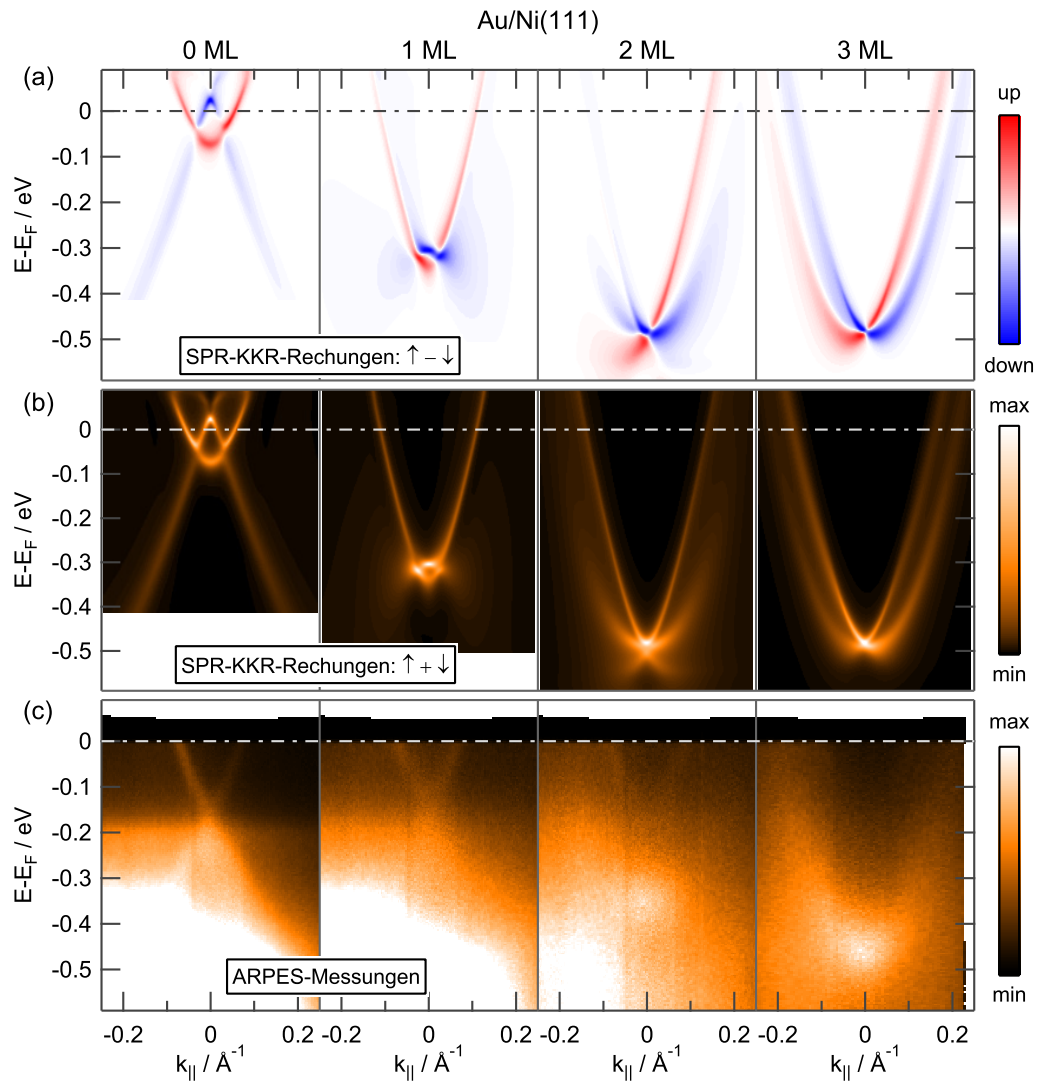 Au/Ni(111)
0 ML 1 ML 2 ML 3 ML
(a)
0
-0.1
-0.2
-0.3
-0.4
-0.5
E-E_F / eV
SPR-KKR-Rechungen: ↑ − ↓
up
down
(b)
0
-0.1
-0.2
-0.3
-0.4
-0.5
E-E_F / eV
SPR-KKR-Rechungen: ↑ + ↓
max
min
(c)
0
-0.1
-0.2
-0.3
-0.4
-0.5
E-E_F / eV
ARPES-Messungen
max
min
-0.2 0 0.2 0 0.2 0 0.2 -0.2 0 0.2
k_|| / Å⁻¹ k_|| / Å⁻¹ k_|| / Å⁻¹ k_|| / Å⁻¹